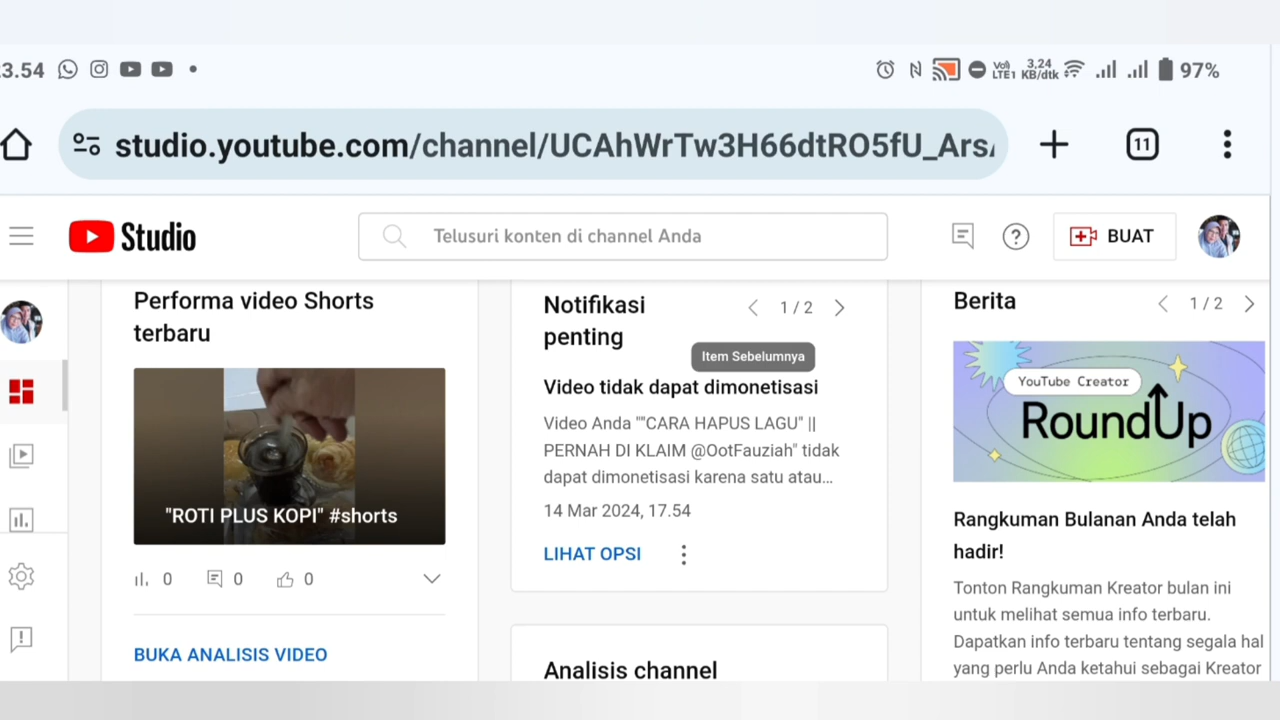 3.54
97%
VoLTE1
3,24 KB/dtk
studio.youtube.com/channel/UCAhWrTw3H66dtRO5fU_Ars
11
Studio
Telusuri konten di channel Anda
BUAT
Performa video Shorts
terbaru
"ROTI PLUS KOPI" #shorts
0 0 0
BUKA ANALISIS VIDEO
Notifikasi
penting
1 / 2
Item Sebelumnya
Video tidak dapat dimonetisasi
Video Anda ""CARA HAPUS LAGU" ||
PERNAH DI KLAIM @OotFauziah" tidak
dapat dimonetisasi karena satu atau...
14 Mar 2024, 17.54
LIHAT OPSI
Analisis channel
Berita
1 / 2
YouTube Creator
RoundUp
Rangkuman Bulanan Anda telah
hadir!
Tonton Rangkuman Kreator bulan ini
untuk melihat semua info terbaru.
Dapatkan info terbaru tentang segala hal
yang perlu Anda ketahui sebagai Kreator